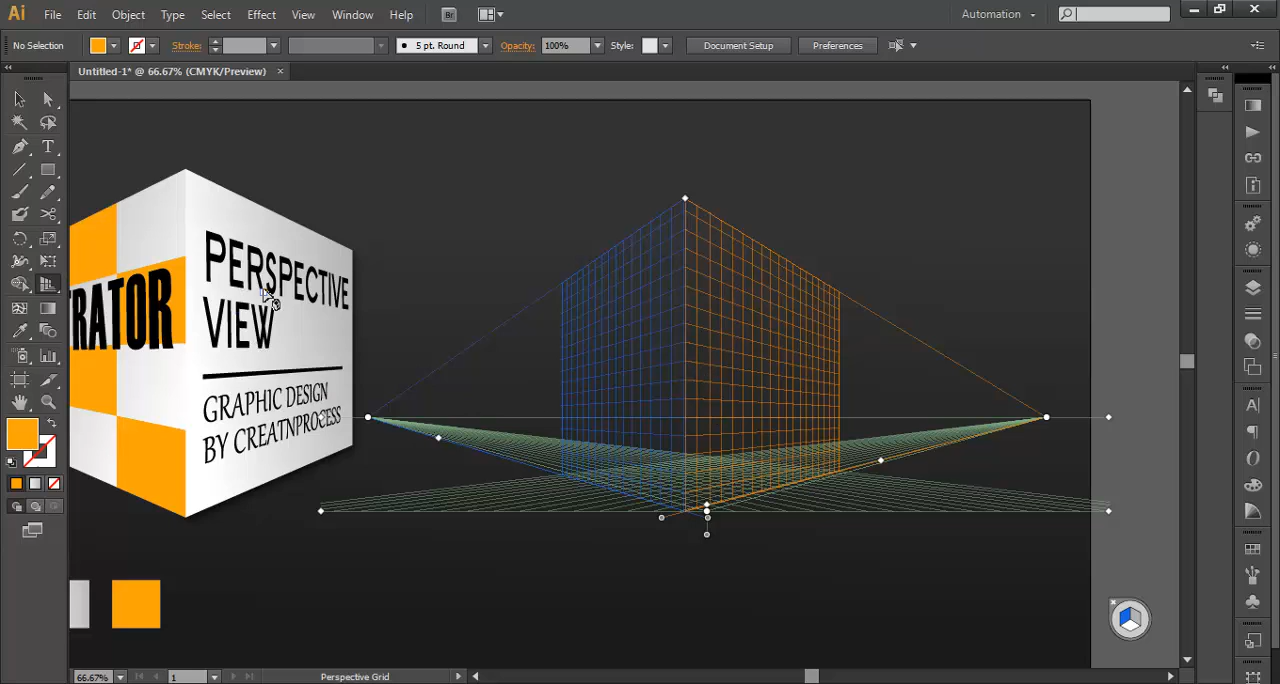 Ai File Edit Object Type Select Effect View Window Help Br Automation
No Selection Stroke: 5 pt. Round Opacity: 100% Style: Document Setup Preferences
Untitled-1* @ 66.67% (CMYK/Preview) ×
TRATOR
PERSPECTIVE
VIEW
GRAPHIC DESIGN
BY CREATNPROCESS
66.67% 1 Perspective Grid